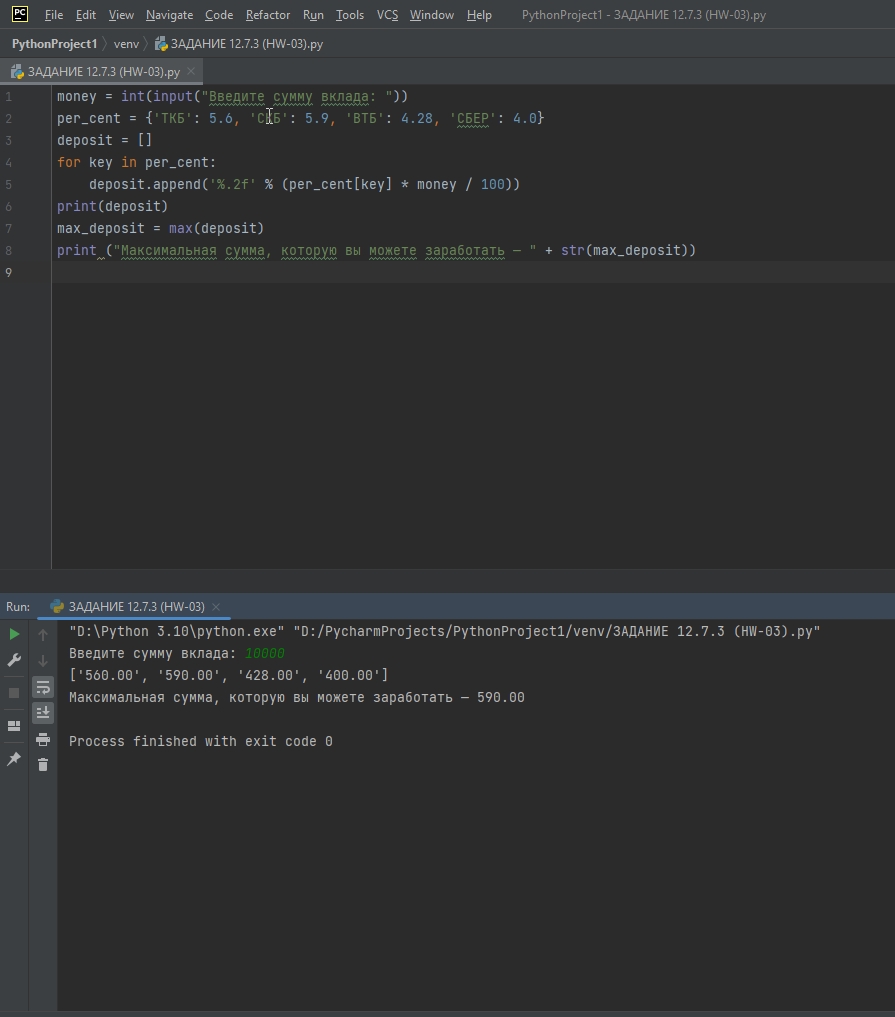 PC File Edit View Navigate Code Refactor Run Tools VCS Window Help PythonProject1 - ЗАДАНИЕ 12.7.3 (HW-03).py
PythonProject1 venv ЗАДАНИЕ 12.7.3 (HW-03).py
ЗАДАНИЕ 12.7.3 (HW-03).py
1 money = int(input("Введите сумму вклада: "))
2 per_cent = {'ТКБ': 5.6, 'СКБ': 5.9, 'ВТБ': 4.28, 'СБЕР': 4.0}
3 deposit = []
4 for key in per_cent:
5 deposit.append('%.2f' % (per_cent[key] * money / 100))
6 print(deposit)
7 max_deposit = max(deposit)
8 print ("Максимальная сумма, которую вы можете заработать — " + str(max_deposit))
9
Run: ЗАДАНИЕ 12.7.3 (HW-03)
"D:\Python 3.10\python.exe" "D:/PycharmProjects/PythonProject1/venv/ЗАДАНИЕ 12.7.3 (HW-03).py"
Введите сумму вклада: 10000
['560.00', '590.00', '428.00', '400.00']
Максимальная сумма, которую вы можете заработать — 590.00
Process finished with exit code 0